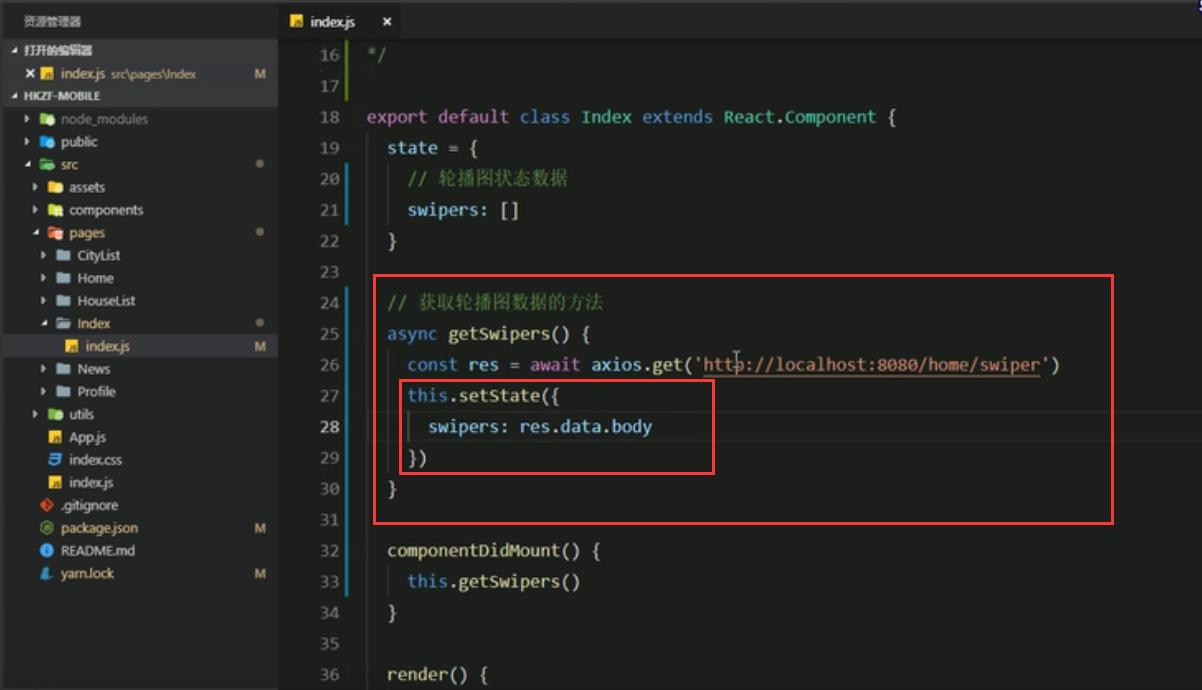 资源管理器
打开的编辑器
index.js src\pages\Index M
HKZF-MOBILE
node_modules
public
src
assets
components
pages
CityList
Home
HouseList
Index
index.js M
News
Profile
utils
App.js
index.css
index.js
.gitignore
package.json M
README.md
yarn.lock M
index.js
16 */
17
18 export default class Index extends React.Component {
19 state = {
20 // 轮播图状态数据
21 swipers: []
22 }
23
24 // 获取轮播图数据的方法
25 async getSwipers() {
26 const res = await axios.get('http://localhost:8080/home/swiper')
27 this.setState({
28 swipers: res.data.body
29 })
30 }
31
32 componentDidMount() {
33 this.getSwipers()
34 }
35
36 render() {